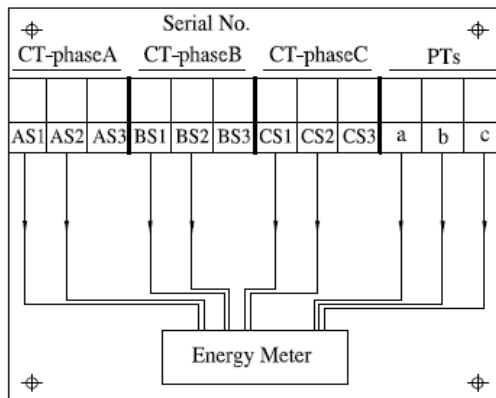 Serial No.
CT-phaseA CT-phaseB CT-phaseC PTs
AS1 AS2 AS3 BS1 BS2 BS3 CS1 CS2 CS3 a b c
Energy Meter